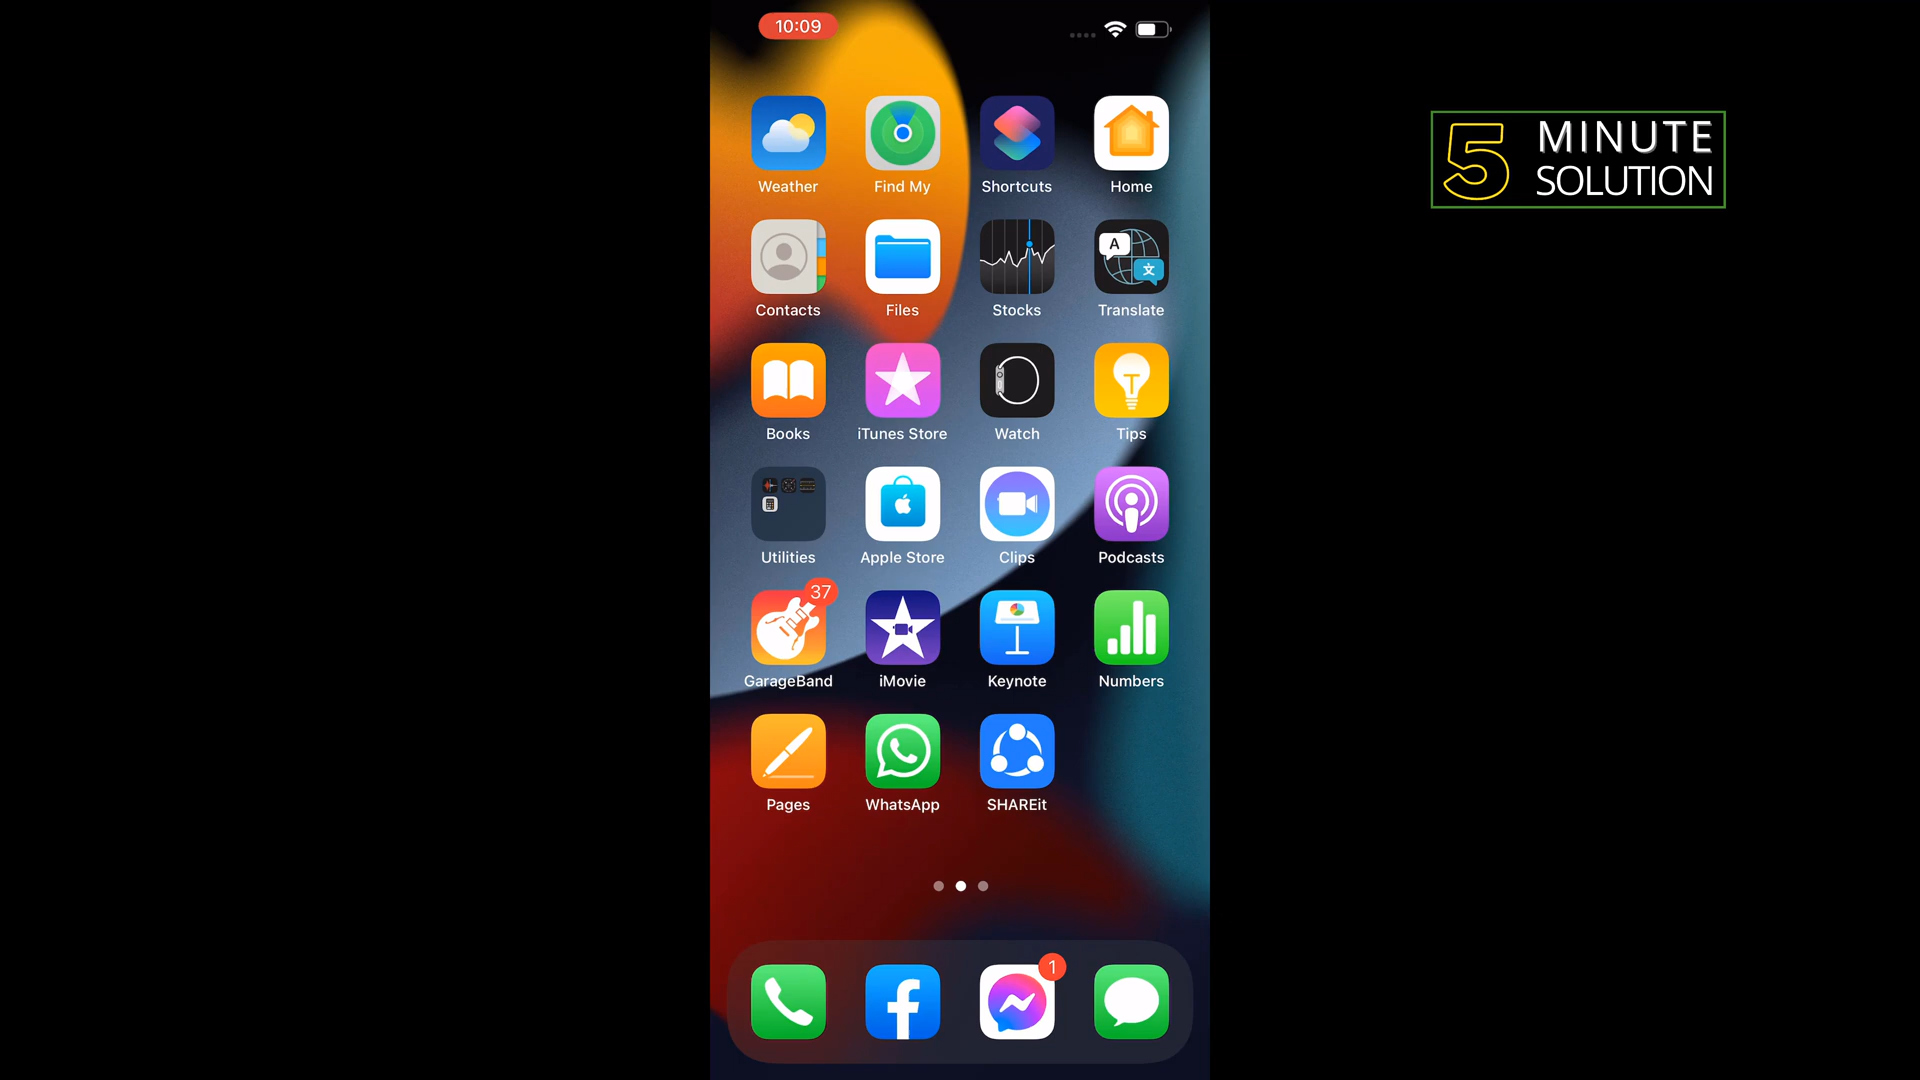 10:09
5 MINUTE
SOLUTION
Weather Find My Shortcuts Home
A
文
Contacts Files Stocks Translate
Books iTunes Store Watch Tips
Utilities Apple Store Clips Podcasts
37
GarageBand iMovie Keynote Numbers
Pages WhatsApp SHAREit
1